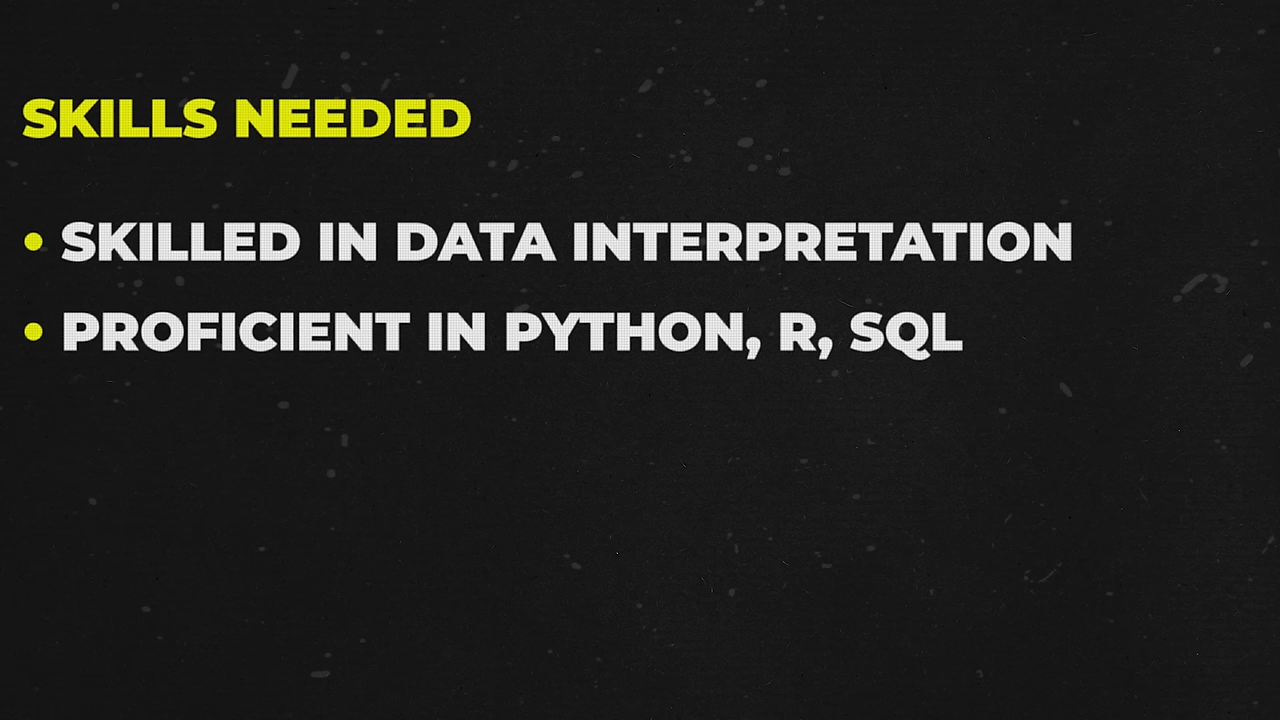 SKILLS NEEDED
• SKILLED IN DATA INTERPRETATION
• PROFICIENT IN PYTHON, R, SQL